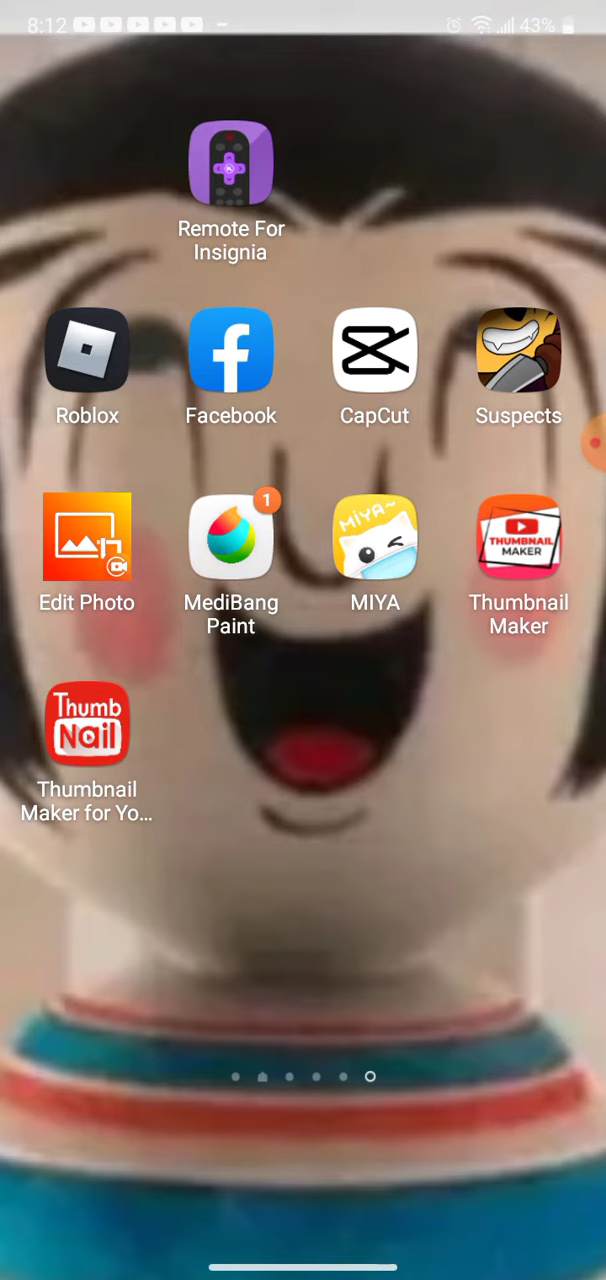 8:12
43%
Remote For
Insignia
Roblox
Facebook
CapCut
Suspects
1
MiYA~
THUMBNAIL
MAKER
Edit Photo
MediBang
Paint
MIYA
Thumbnail
Maker
Thumb
Nail
Thumbnail
Maker for Yo...